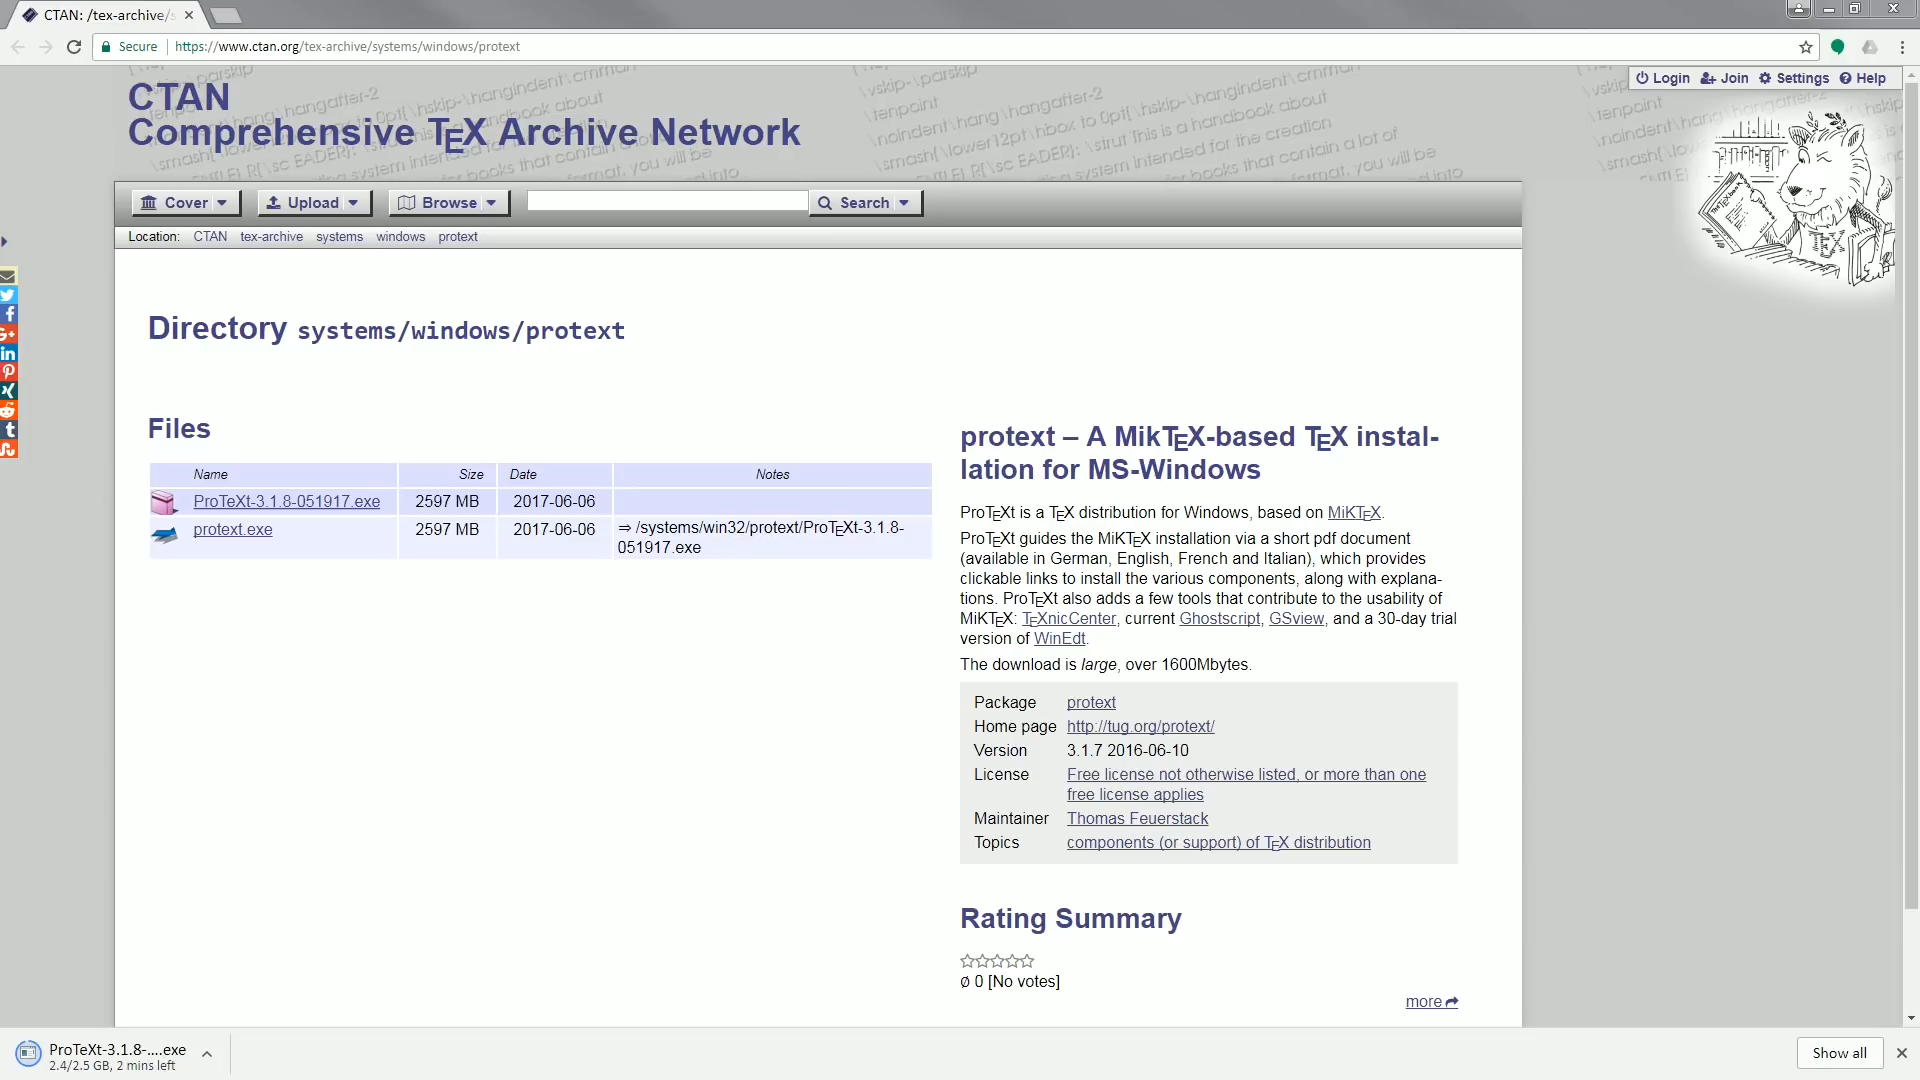 CTAN: /tex-archive/s
Secure
https://www.ctan.org/tex-archive/systems/windows/protext
Login Join Settings Help
CTAN
Comprehensive TEX Archive Network
Cover Upload Browse Search
Location: CTAN tex-archive systems windows protext
Directory systems/windows/protext
Files
Name Size Date Notes
ProTeXt-3.1.8-051917.exe 2597 MB 2017-06-06
protext.exe 2597 MB 2017-06-06 ⇒ /systems/win32/protext/ProTEXt-3.1.8-
051917.exe
protext – A MikTEX-based TEX instal-
lation for MS-Windows
ProTEXt is a TEX distribution for Windows, based on MiKTEX.
ProTEXt guides the MiKTEX installation via a short pdf document
(available in German, English, French and Italian), which provides
clickable links to install the various components, along with explana-
tions. ProTEXt also adds a few tools that contribute to the usability of
MiKTEX: TEXnicCenter, current Ghostscript, GSview, and a 30-day trial
version of WinEdt.
The download is large, over 1600Mbytes.
Package protext
Home page http://tug.org/protext/
Version 3.1.7 2016-06-10
License Free license not otherwise listed, or more than one
free license applies
Maintainer Thomas Feuerstack
Topics components (or support) of TEX distribution
Rating Summary
∅ 0 [No votes]
more
ProTeXt-3.1.8-....exe
2.4/2.5 GB, 2 mins left
Show all